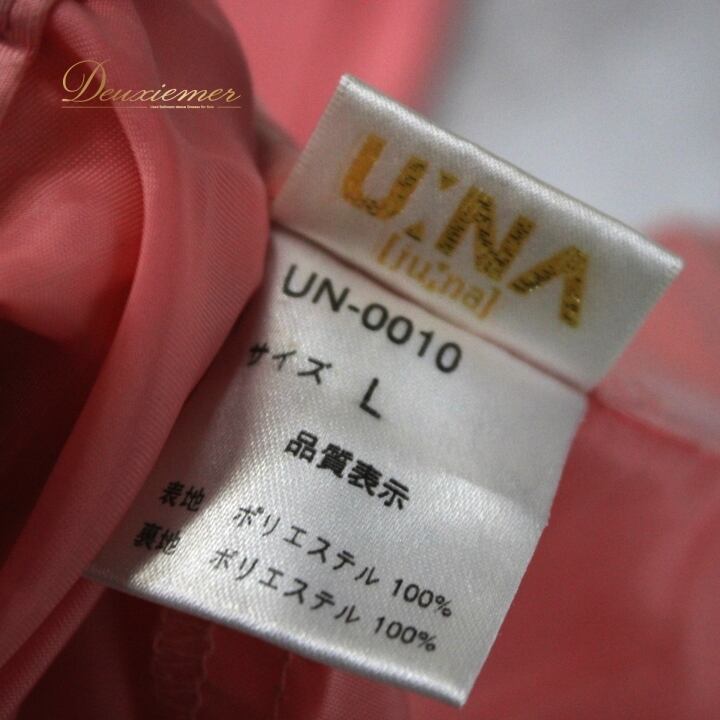 Deuxiemer
U:NA
[ju:na]
UN-0010
サイズ L
品質表示
表地 ポリエステル 100%
裏地 ポリエステル 100%